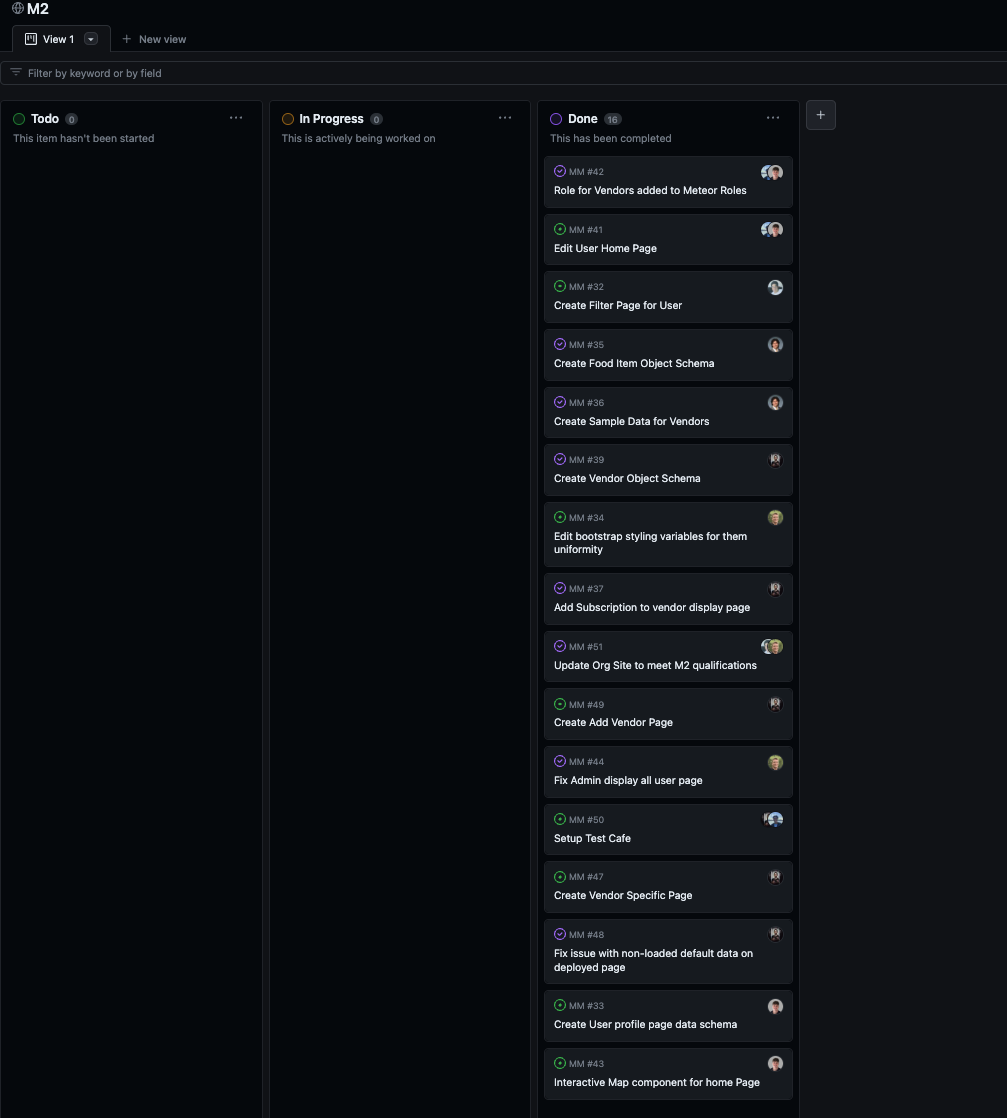 M2
View 1
New view
Filter by keyword or by field
Todo 0
This item hasn't been started
In Progress 0
This is actively being worked on
Done 16
This has been completed
MM #42
Role for Vendors added to Meteor Roles
MM #41
Edit User Home Page
MM #32
Create Filter Page for User
MM #35
Create Food Item Object Schema
MM #36
Create Sample Data for Vendors
MM #39
Create Vendor Object Schema
MM #34
Edit bootstrap styling variables for them
uniformity
MM #37
Add Subscription to vendor display page
MM #51
Update Org Site to meet M2 qualifications
MM #49
Create Add Vendor Page
MM #44
Fix Admin display all user page
MM #50
Setup Test Cafe
MM #47
Create Vendor Specific Page
MM #48
Fix issue with non-loaded default data on
deployed page
MM #33
Create User profile page data schema
MM #43
Interactive Map component for home Page